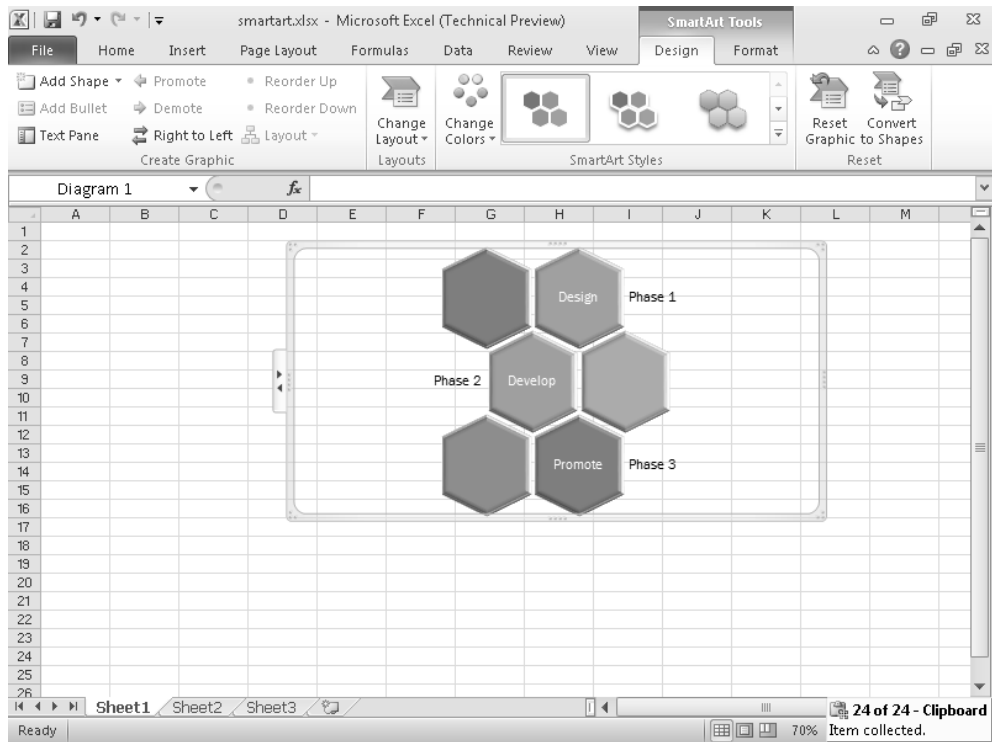 smartart.xlsx - Microsoft Excel (Technical Preview)
SmartArt Tools
File Home Insert Page Layout Formulas Data Review View Design Format
Add Shape Promote Reorder Up
Add Bullet Demote Reorder Down
Text Pane Right to Left Layout
Create Graphic
Change Layout
Layouts
Change Colors
SmartArt Styles
Reset Graphic
Convert to Shapes
Reset
Diagram 1
fx
A B C D E F G H I J K L M
1
2
3
4
5
6
7
8
9
10
11
12
13
14
15
16
17
18
19
20
21
22
23
24
25
26
Design Phase 1
Phase 2 Develop
Promote Phase 3
Sheet1 Sheet2 Sheet3
24 of 24 - Clipboard
Item collected.
Ready
70%